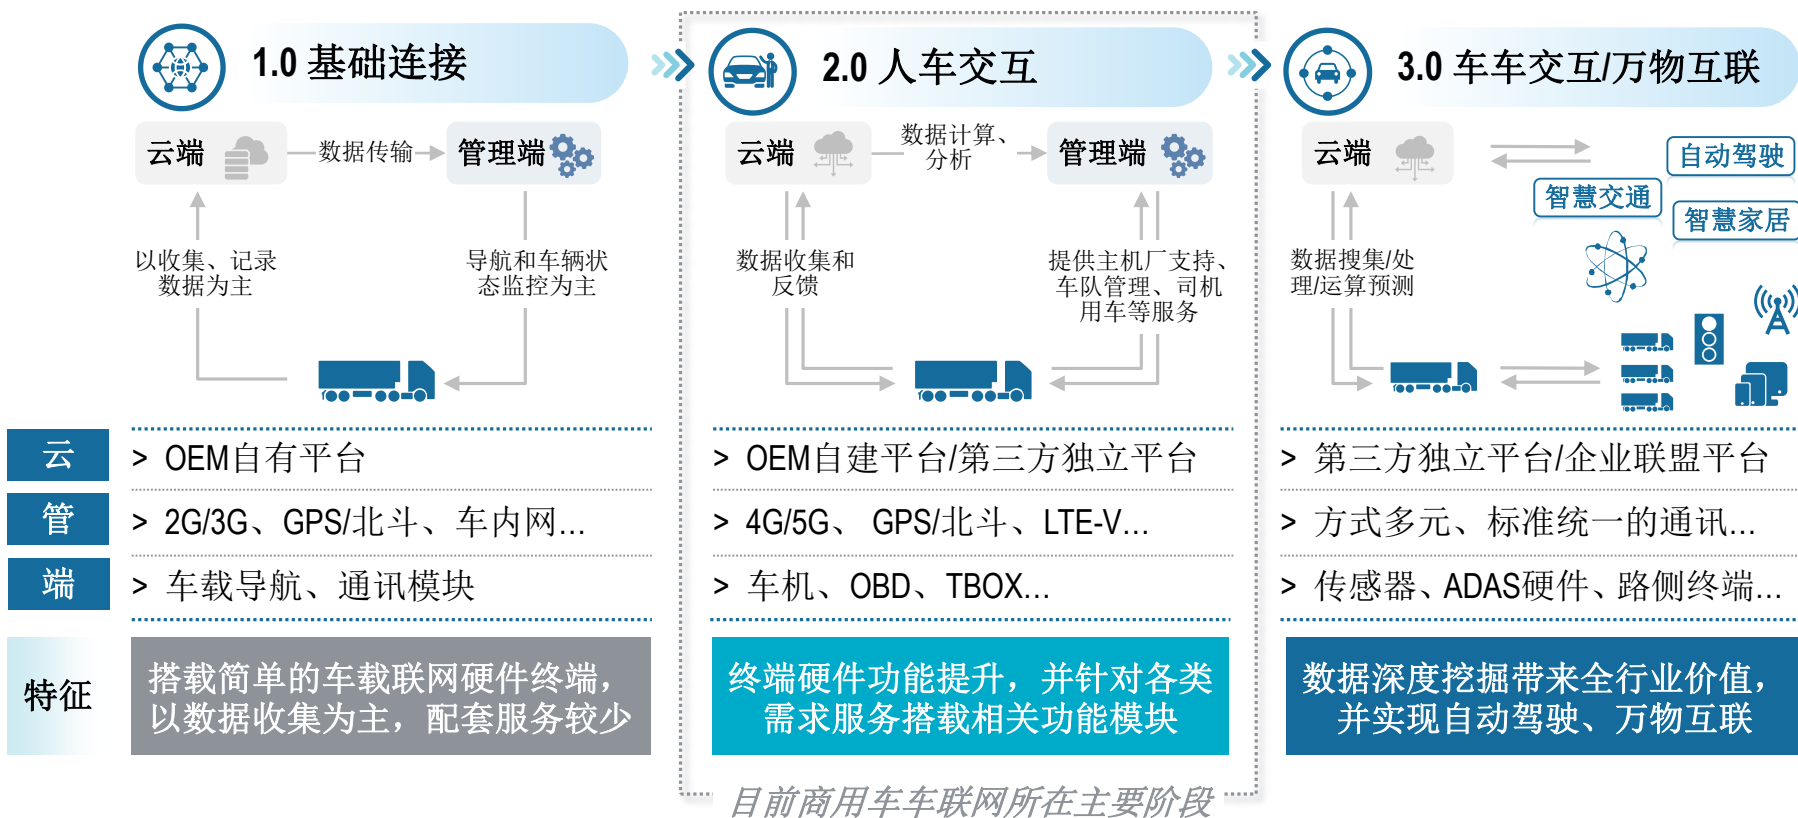 1.0 基础连接
2.0 人车交互
3.0 车车交互/万物互联
云端
数据传输
管理端
以收集、记录
数据为主
导航和车辆状
态监控为主
云端
数据计算、
分析
管理端
数据收集和
反馈
提供主机厂支持、
车队管理、司机
用车等服务
云端
自动驾驶
智慧交通
智慧家居
数据搜集/处
理/运算预测
云
> OEM自有平台
> OEM自建平台/第三方独立平台
> 第三方独立平台/企业联盟平台
管
> 2G/3G、GPS/北斗、车内网...
> 4G/5G、 GPS/北斗、LTE-V...
> 方式多元、标准统一的通讯...
端
> 车载导航、通讯模块
> 车机、OBD、TBOX...
> 传感器、ADAS硬件、路侧终端...
特征
搭载简单的车载联网硬件终端，
以数据收集为主，配套服务较少
终端硬件功能提升，并针对各类
需求服务搭载相关功能模块
数据深度挖掘带来全行业价值，
并实现自动驾驶、万物互联
目前商用车车联网所在主要阶段